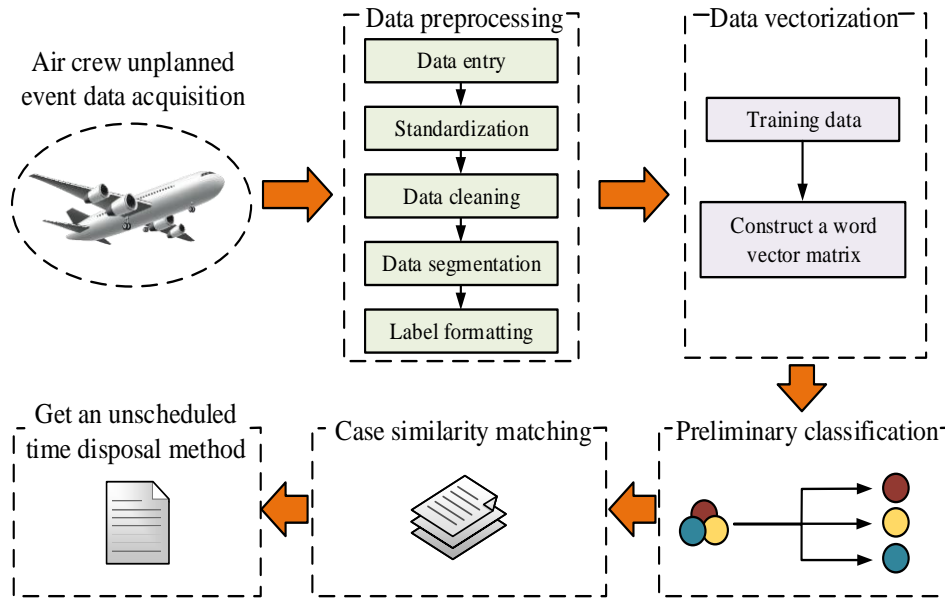 Air crew unplanned
event data acquisition
Data preprocessing
Data entry
Standardization
Data cleaning
Data segmentation
Label formatting
Data vectorization
Training data
Construct a word
vector matrix
Preliminary classification
Case similarity matching
Get an unscheduled
time disposal method